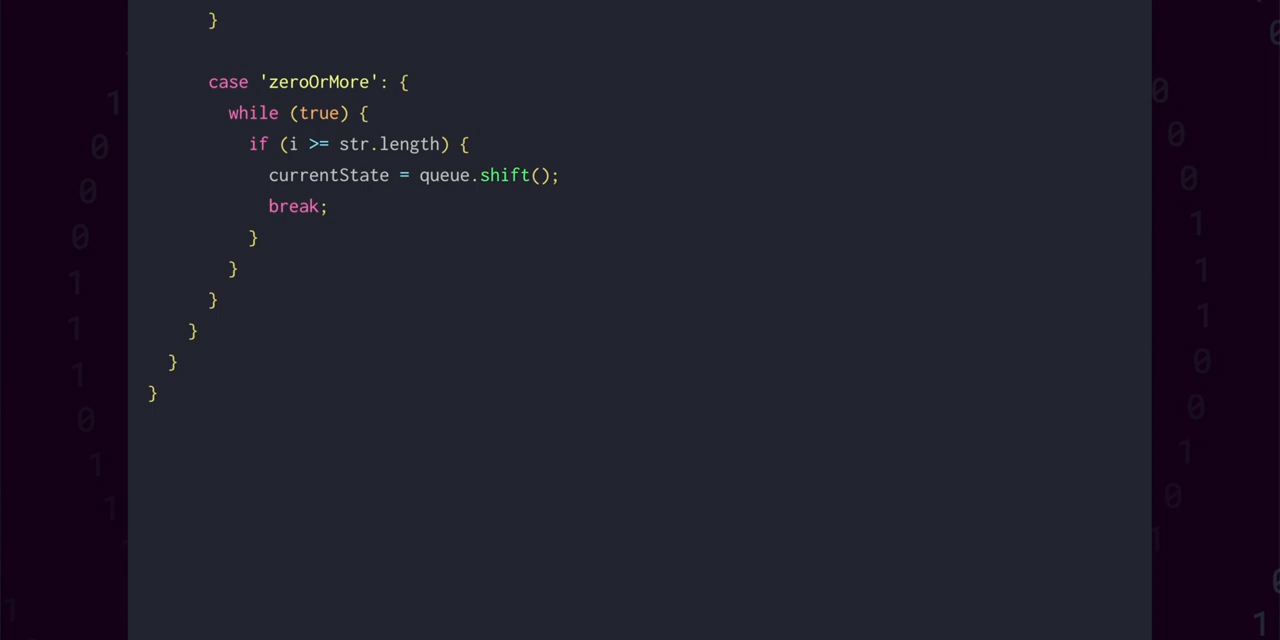 }
case 'zeroOrMore': {
while (true) {
if (i >= str.length) {
currentState = queue.shift();
break;
}
}
}
}
}
}